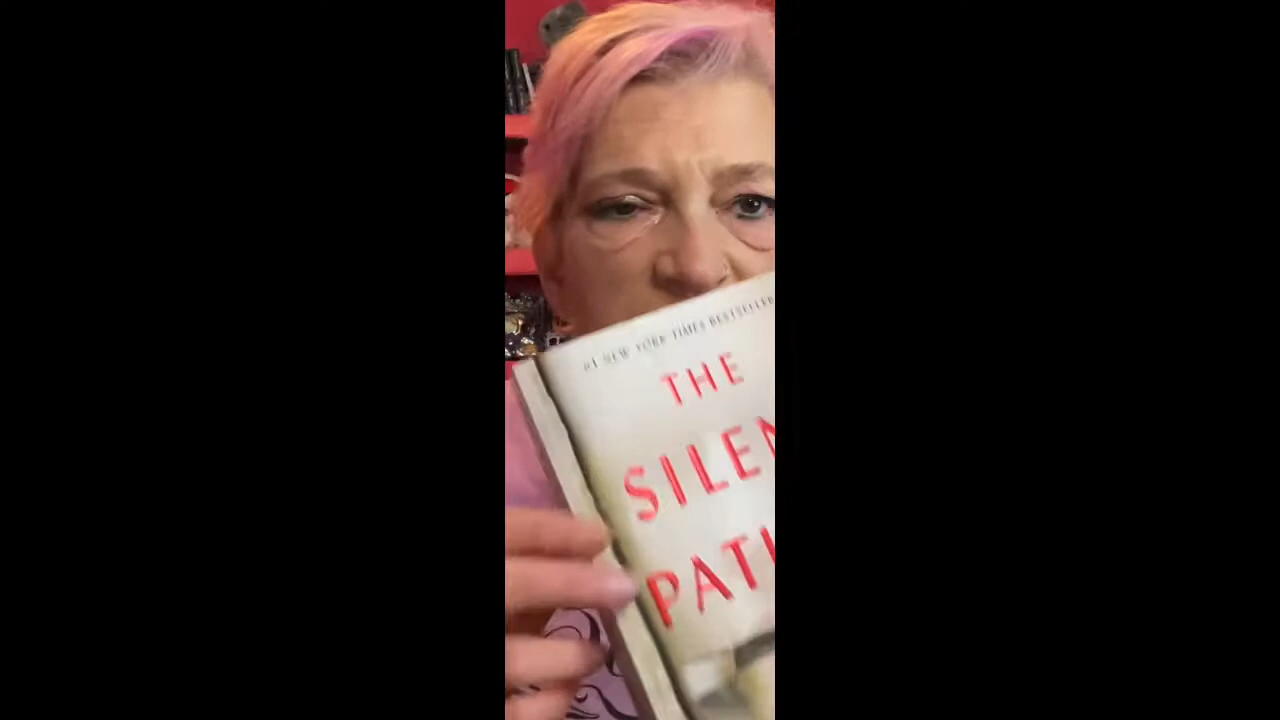 #1 NEW YORK TIMES BESTSELLER
THE
SILEN
PATI